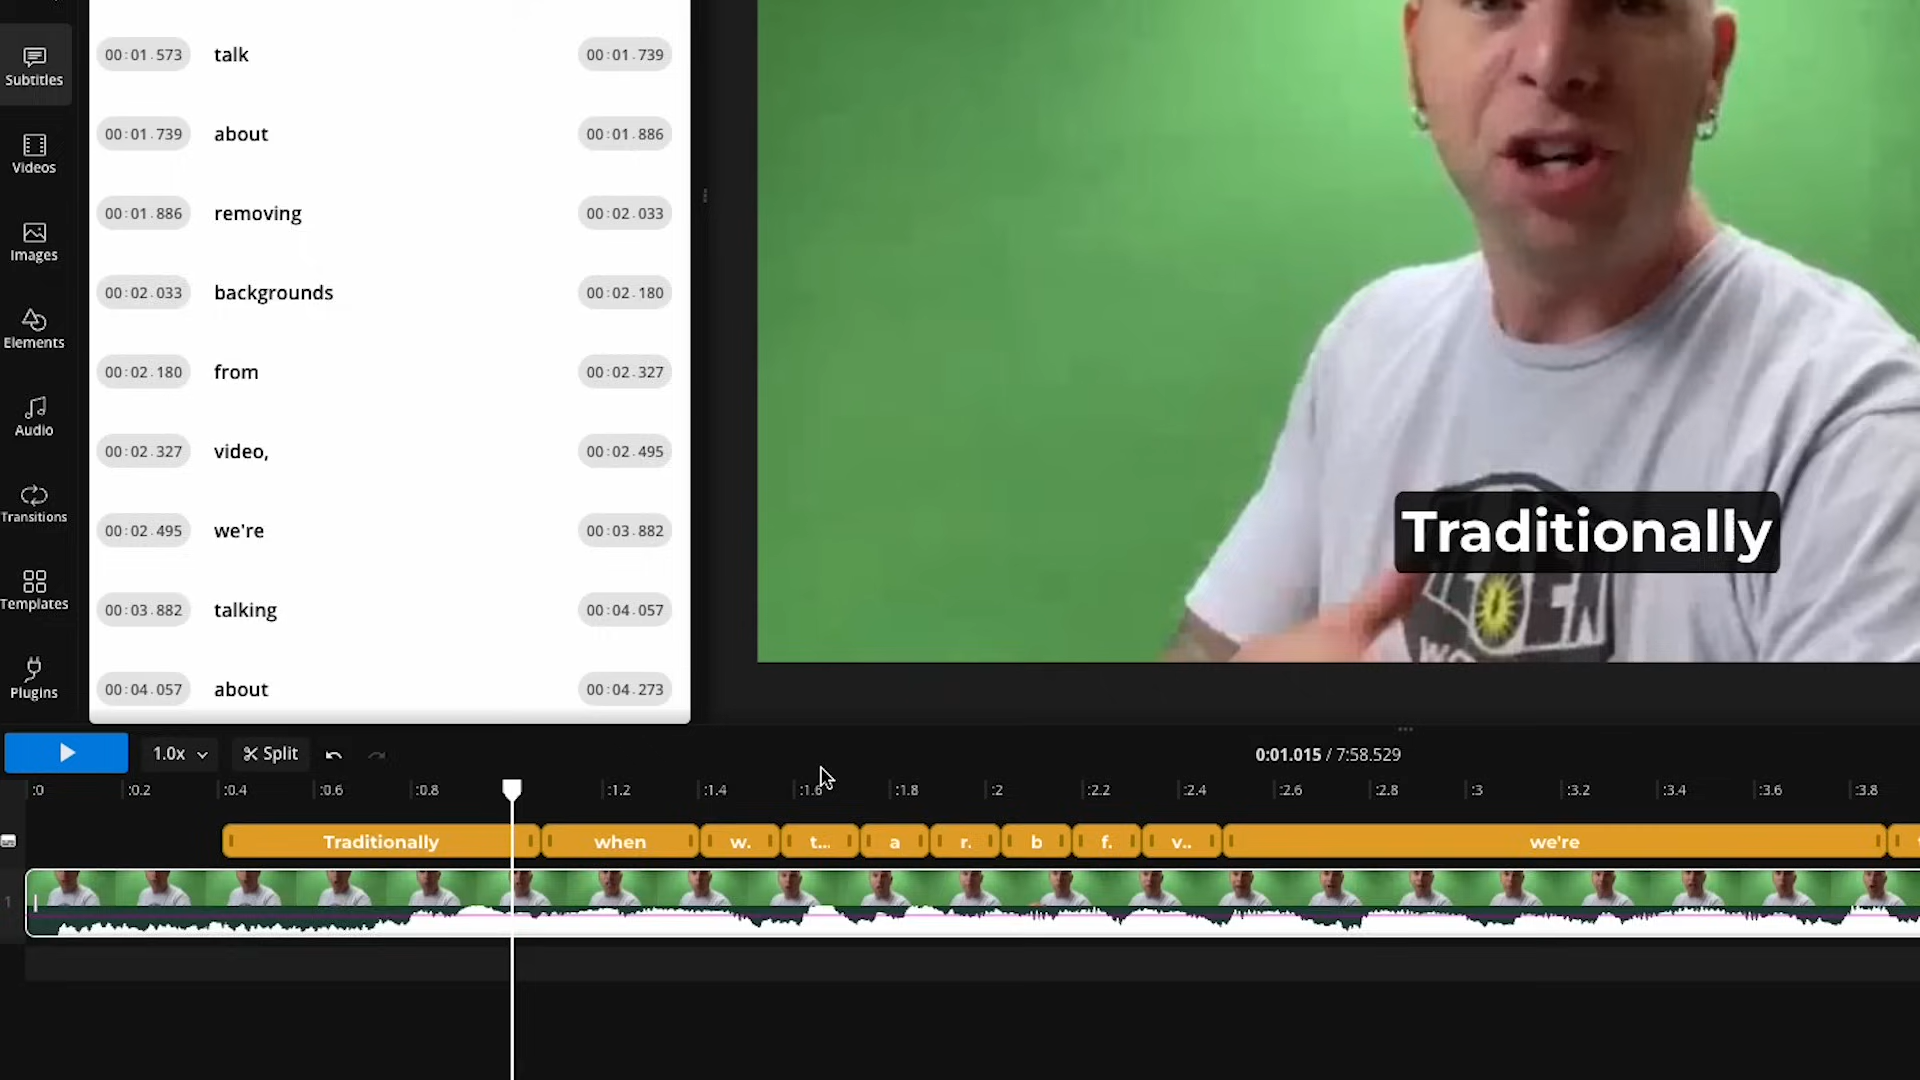 Subtitles
Videos
Images
Elements
Audio
Transitions
Templates
Plugins
00:01.573 talk 00:01.739
00:01.739 about 00:01.886
00:01.886 removing 00:02.033
00:02.033 backgrounds 00:02.180
00:02.180 from 00:02.327
00:02.327 video, 00:02.495
00:02.495 we're 00:03.882
00:03.882 talking 00:04.057
00:04.057 about 00:04.273
Traditionally
1.0x Split 0:01.015 / 7:58.529
:0 :0.2 :0.4 :0.6 :0.8 :1.2 :1.4 :1.6 :1.8 :2 :2.2 :2.4 :2.6 :2.8 :3 :3.2 :3.4 :3.6 :3.8
Traditionally when w. t... a r. b f. v.. we're
1